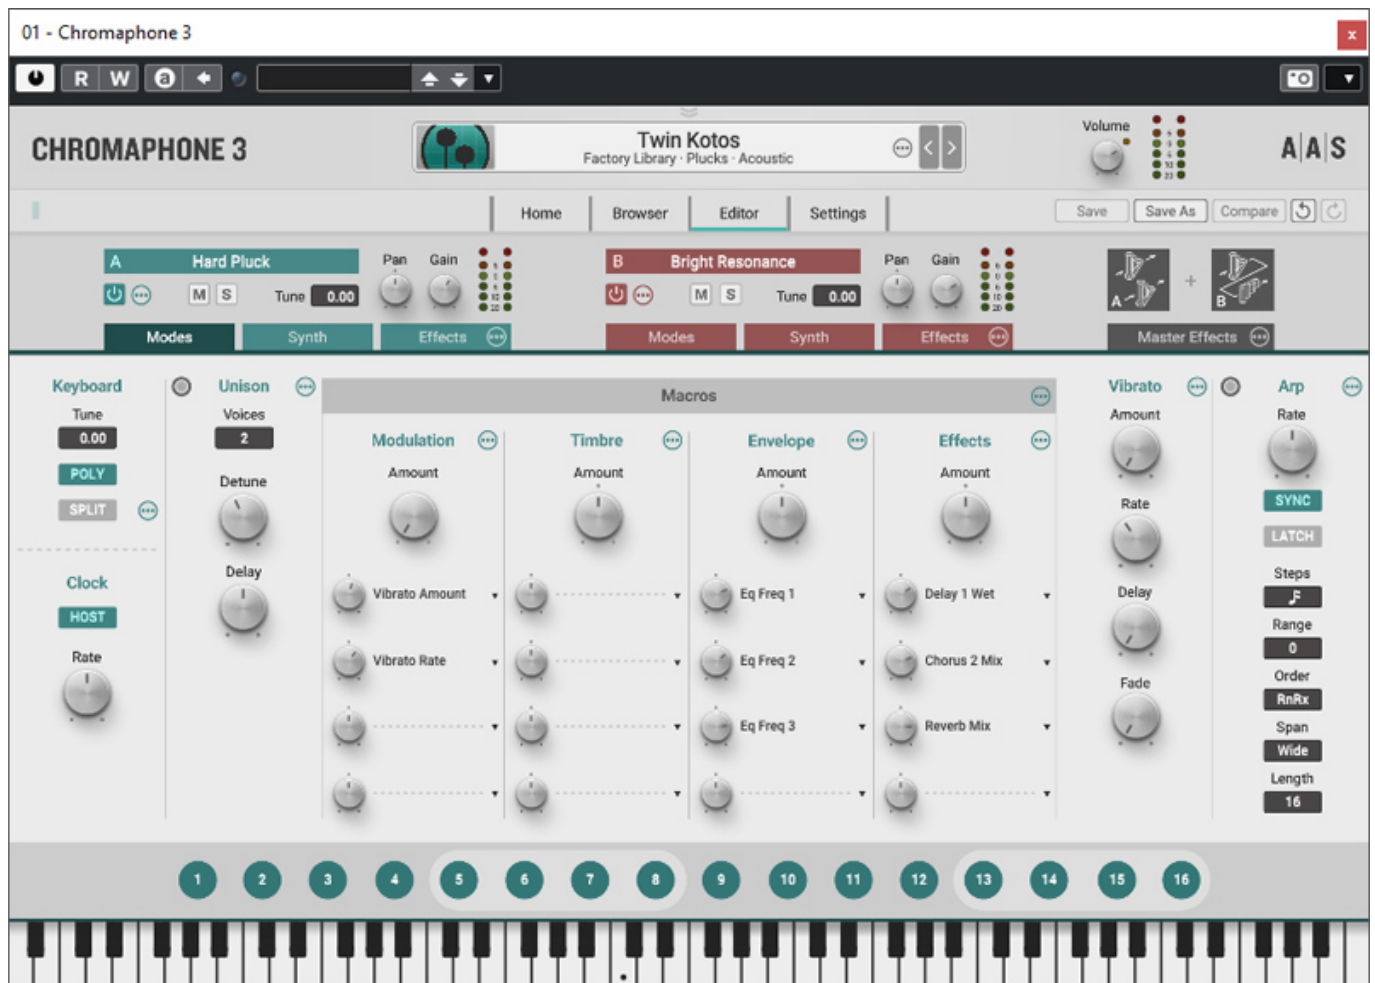 01 - Chromaphone 3
x
R W a
CHROMAPHONE 3
Twin Kotos
Factory Library · Plucks · Acoustic
Volume
A|A|S
Home Browser Editor Settings
Save Save As Compare
A Hard Pluck Pan Gain
M S Tune 0.00
B Bright Resonance Pan Gain
M S Tune 0.00
A + B
Modes Synth Effects
Modes Synth Effects
Master Effects
Keyboard
Tune
0.00
POLY
SPLIT
Clock
HOST
Rate
Unison
Voices
2
Detune
Delay
Macros
Modulation
Amount
Vibrato Amount
Vibrato Rate
Timbre
Amount
Envelope
Amount
Eq Freq 1
Eq Freq 2
Eq Freq 3
Effects
Amount
Delay 1 Wet
Chorus 2 Mix
Reverb Mix
Vibrato
Amount
Rate
Delay
Fade
Arp
Rate
SYNC
LATCH
Steps
Range
0
Order
RnRx
Span
Wide
Length
16
1 2 3 4 5 6 7 8 9 10 11 12 13 14 15 16